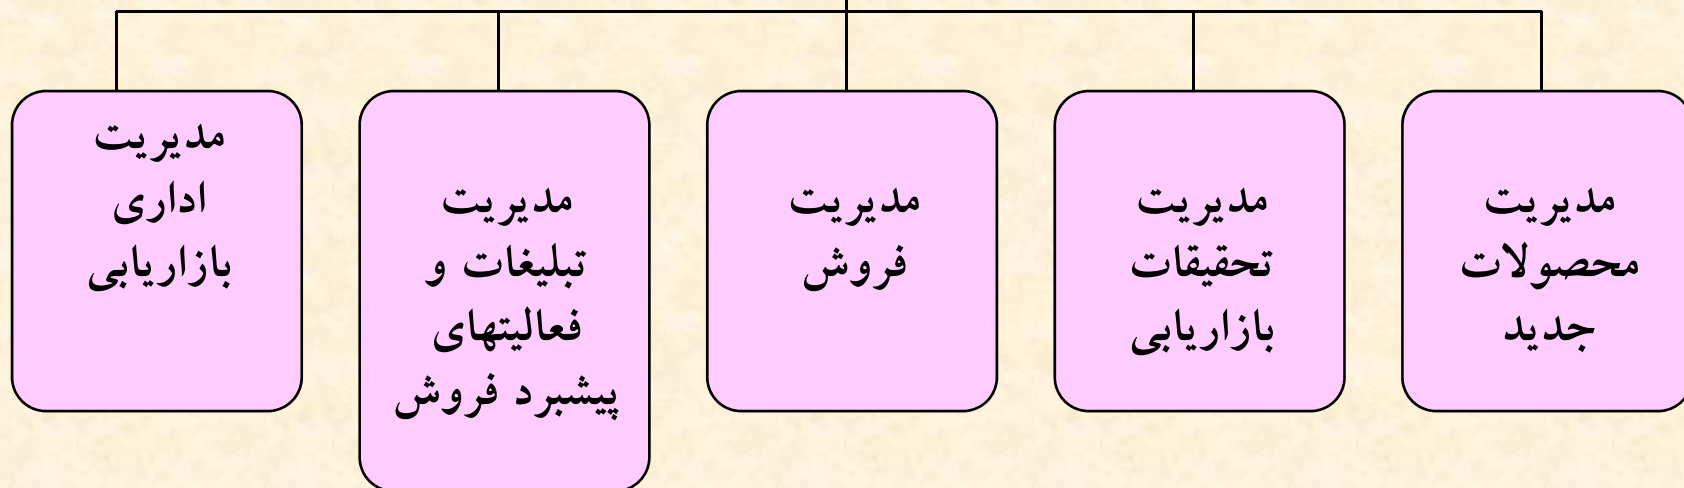 مدیریت
محصولات
جدید
مدیریت
تحقیقات
بازاریابی
مدیریت
فروش
مدیریت
تبلیغات و
فعالیتهای
پیشبرد فروش
مدیریت
اداری
بازاریابی